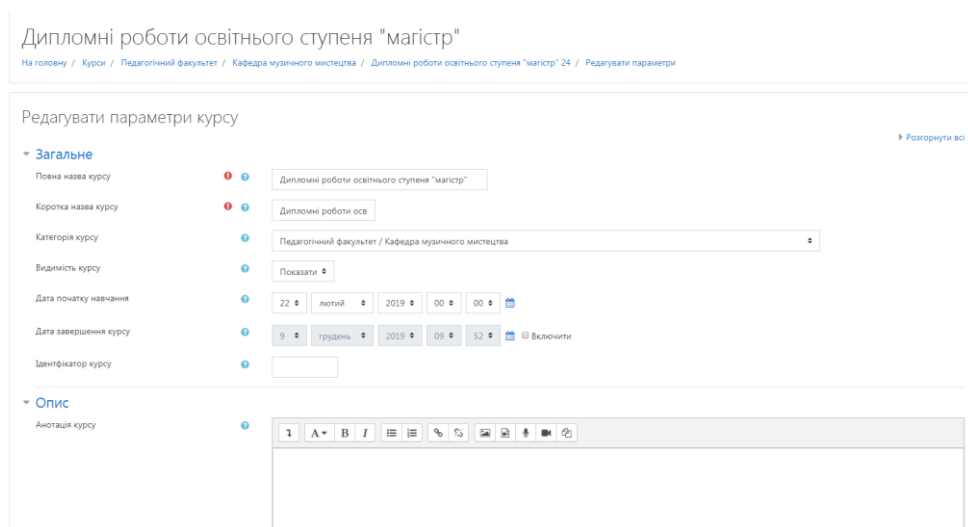 Дипломні роботи освітнього ступеня "магістр"
На головну / Курси / Педагогічний факультет / Кафедра музичного мистецтва / Дипломні роботи освітнього ступеня "магістр" 24 / Редагувати параметри
Редагувати параметри курсу
Розгорнути всі
Загальне
Повна назва курсу Дипломні роботи освітнього ступеня "магістр"
Коротка назва курсу Дипломні роботи осв
Категорія курсу Педагогічний факультет / Кафедра музичного мистецтва
Видимість курсу Показати
Дата початку навчання 22 лютий 2019 00 00
Дата завершення курсу 9 грудень 2019 09 52 Включити
Ідентфікатор курсу
Опис
Анотація курсу A B I